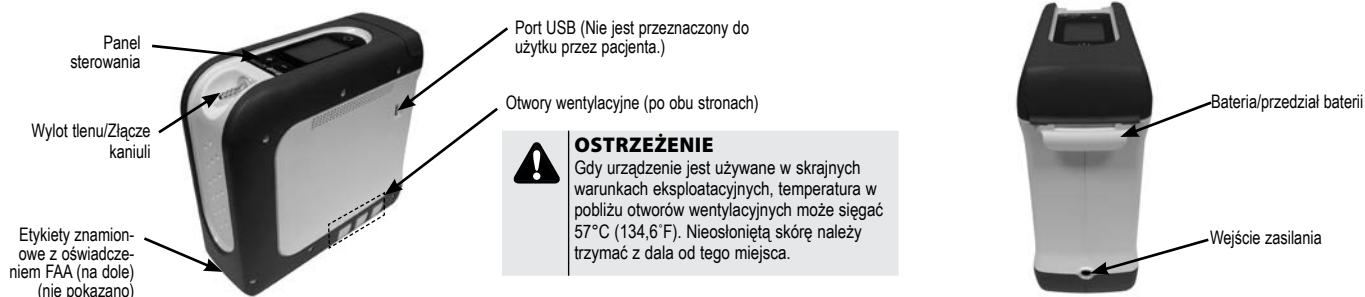 Panel
sterowania
Wylot tlenu/Złącze
kaniuli
Etykiety znamion-
owe z oświadcze-
niem FAA (na dole)
(nie pokazano)
Port USB (Nie jest przeznaczony do
użytku przez pacjenta.)
Otwory wentylacyjne (po obu stronach)
OSTRZEŻENIE
Gdy urządzenie jest używane w skrajnych
warunkach eksploatacyjnych, temperatura w
pobliżu otworów wentylacyjnych może sięgać
57°C (134,6˚F). Nieosłoniętą skórę należy
trzymać z dala od tego miejsca.
Bateria/przedział baterii
Wejście zasilania